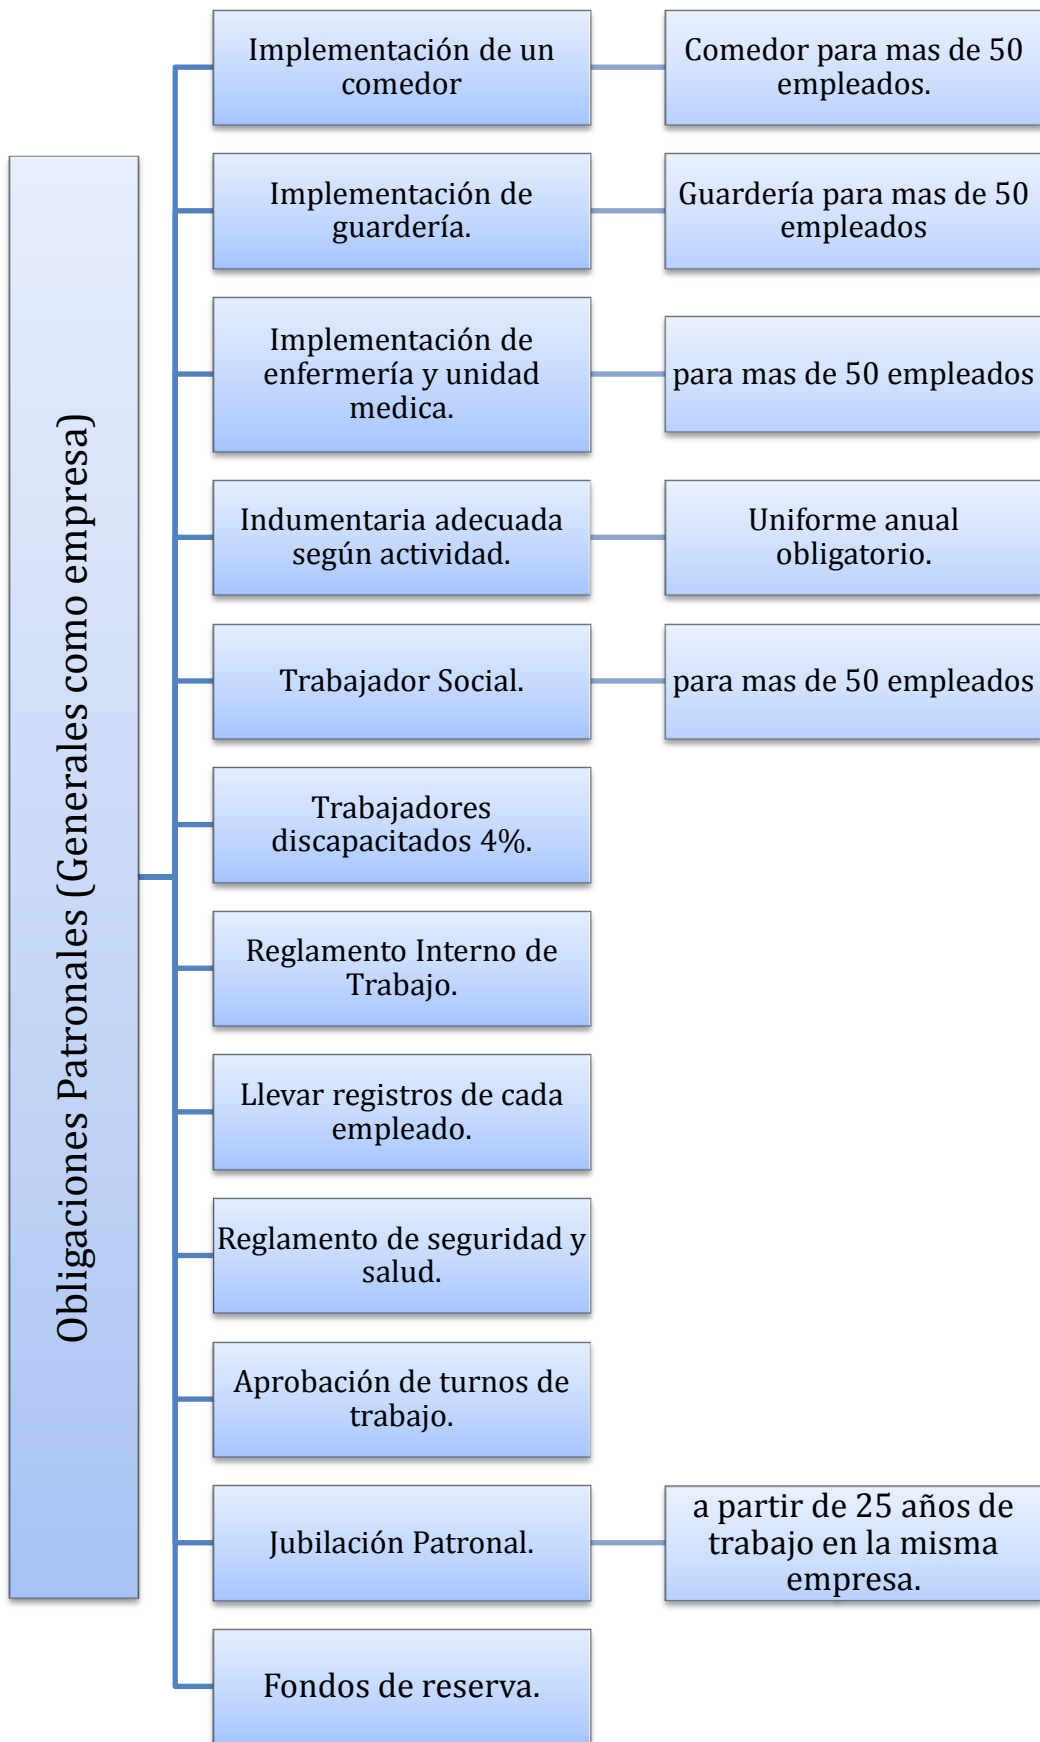 Obligaciones Patronales (Generales como empresa)
Implementación de un
comedor
Comedor para mas de 50
empleados.
Implementación de
guardería.
Guardería para mas de 50
empleados
Implementación de
enfermería y unidad
medica.
para mas de 50 empleados
Indumentaria adecuada
según actividad.
Uniforme anual
obligatorio.
Trabajador Social.
para mas de 50 empleados
Trabajadores
discapacitados 4%.
Reglamento Interno de
Trabajo.
Llevar registros de cada
empleado.
Reglamento de seguridad y
salud.
Aprobación de turnos de
trabajo.
Jubilación Patronal.
a partir de 25 años de
trabajo en la misma
empresa.
Fondos de reserva.